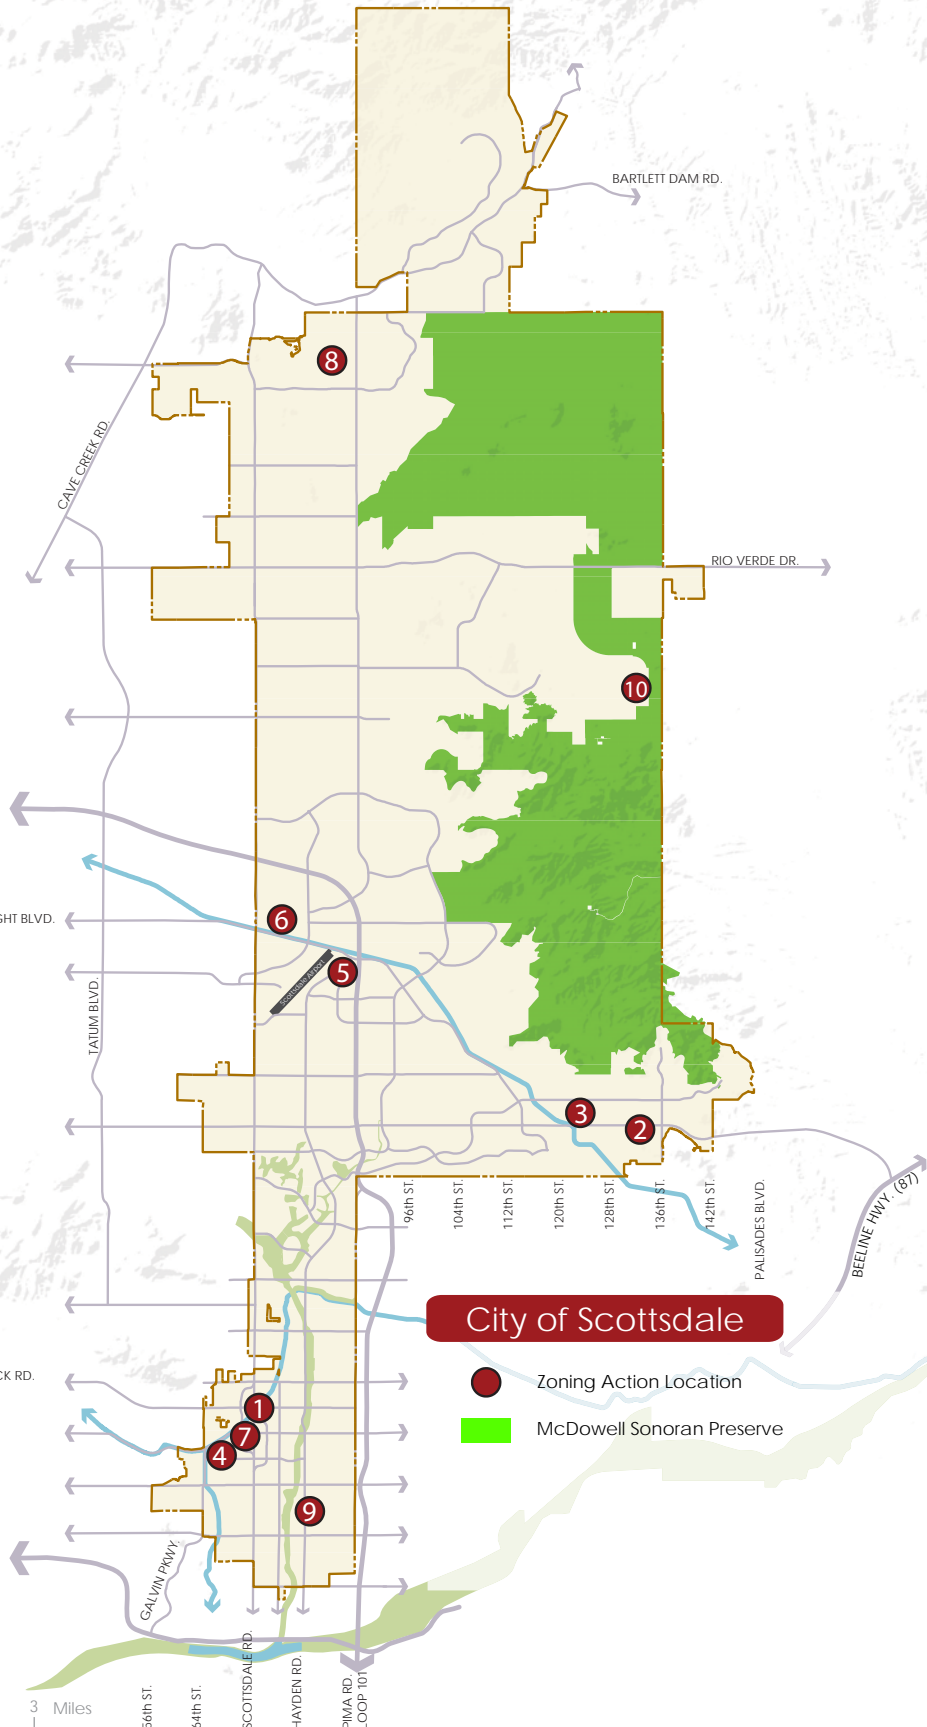 BARTLETT DAM RD.
8
CAVE CREEK RD.
RIO VERDE DR.
10
GHT BLVD.
6
Scottsdale Airport
5
TATUM BLVD.
3
2
96th ST.
104th ST.
112th ST.
120th ST.
128th ST.
136th ST.
142th ST.
PALISADES BLVD.
BEELINE HWY. (87)
City of Scottsdale
CK RD.
Zoning Action Location
1
McDowell Sonoran Preserve
7
4
9
GALVIN PKWY.
3 Miles
56th ST.
64th ST.
SCOTTSDALE RD.
HAYDEN RD.
PIMA RD.
LOOP 101